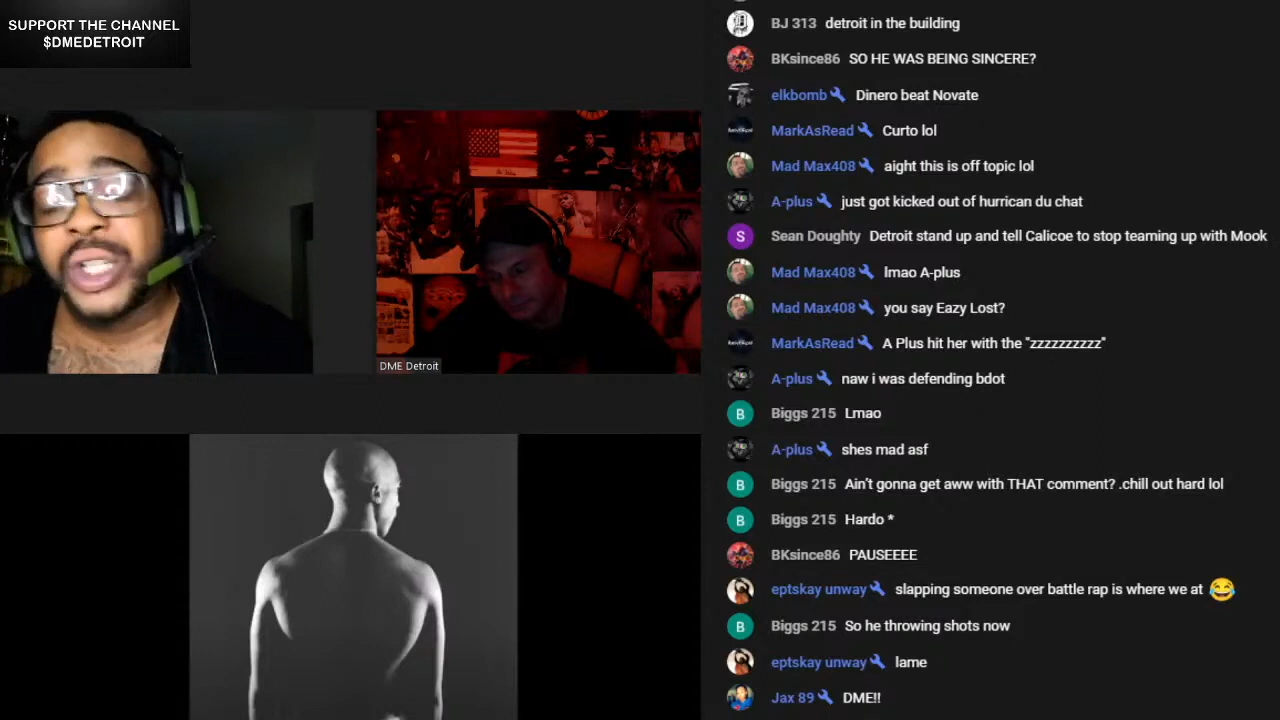 SUPPORT THE CHANNEL
$DMEDETROIT
DME Detroit
BJ 313 detroit in the building
BKsince86 SO HE WAS BEING SINCERE?
elkbomb Dinero beat Novate
MarkAsRead Curto lol
Mad Max408 aight this is off topic lol
A-plus just got kicked out of hurrican du chat
S
Sean Doughty Detroit stand up and tell Calicoe to stop teaming up with Mook
Mad Max408 lmao A-plus
Mad Max408 you say Eazy Lost?
MarkAsRead A Plus hit her with the "zzzzzzzzzz"
A-plus naw i was defending bdot
B
Biggs 215 Lmao
A-plus shes mad asf
B
Biggs 215 Ain't gonna get aww with THAT comment? .chill out hard lol
B
Biggs 215 Hardo *
BKsince86 PAUSEEEE
eptskay unway slapping someone over battle rap is where we at 😂
B
Biggs 215 So he throwing shots now
eptskay unway lame
Jax 89 DME!!